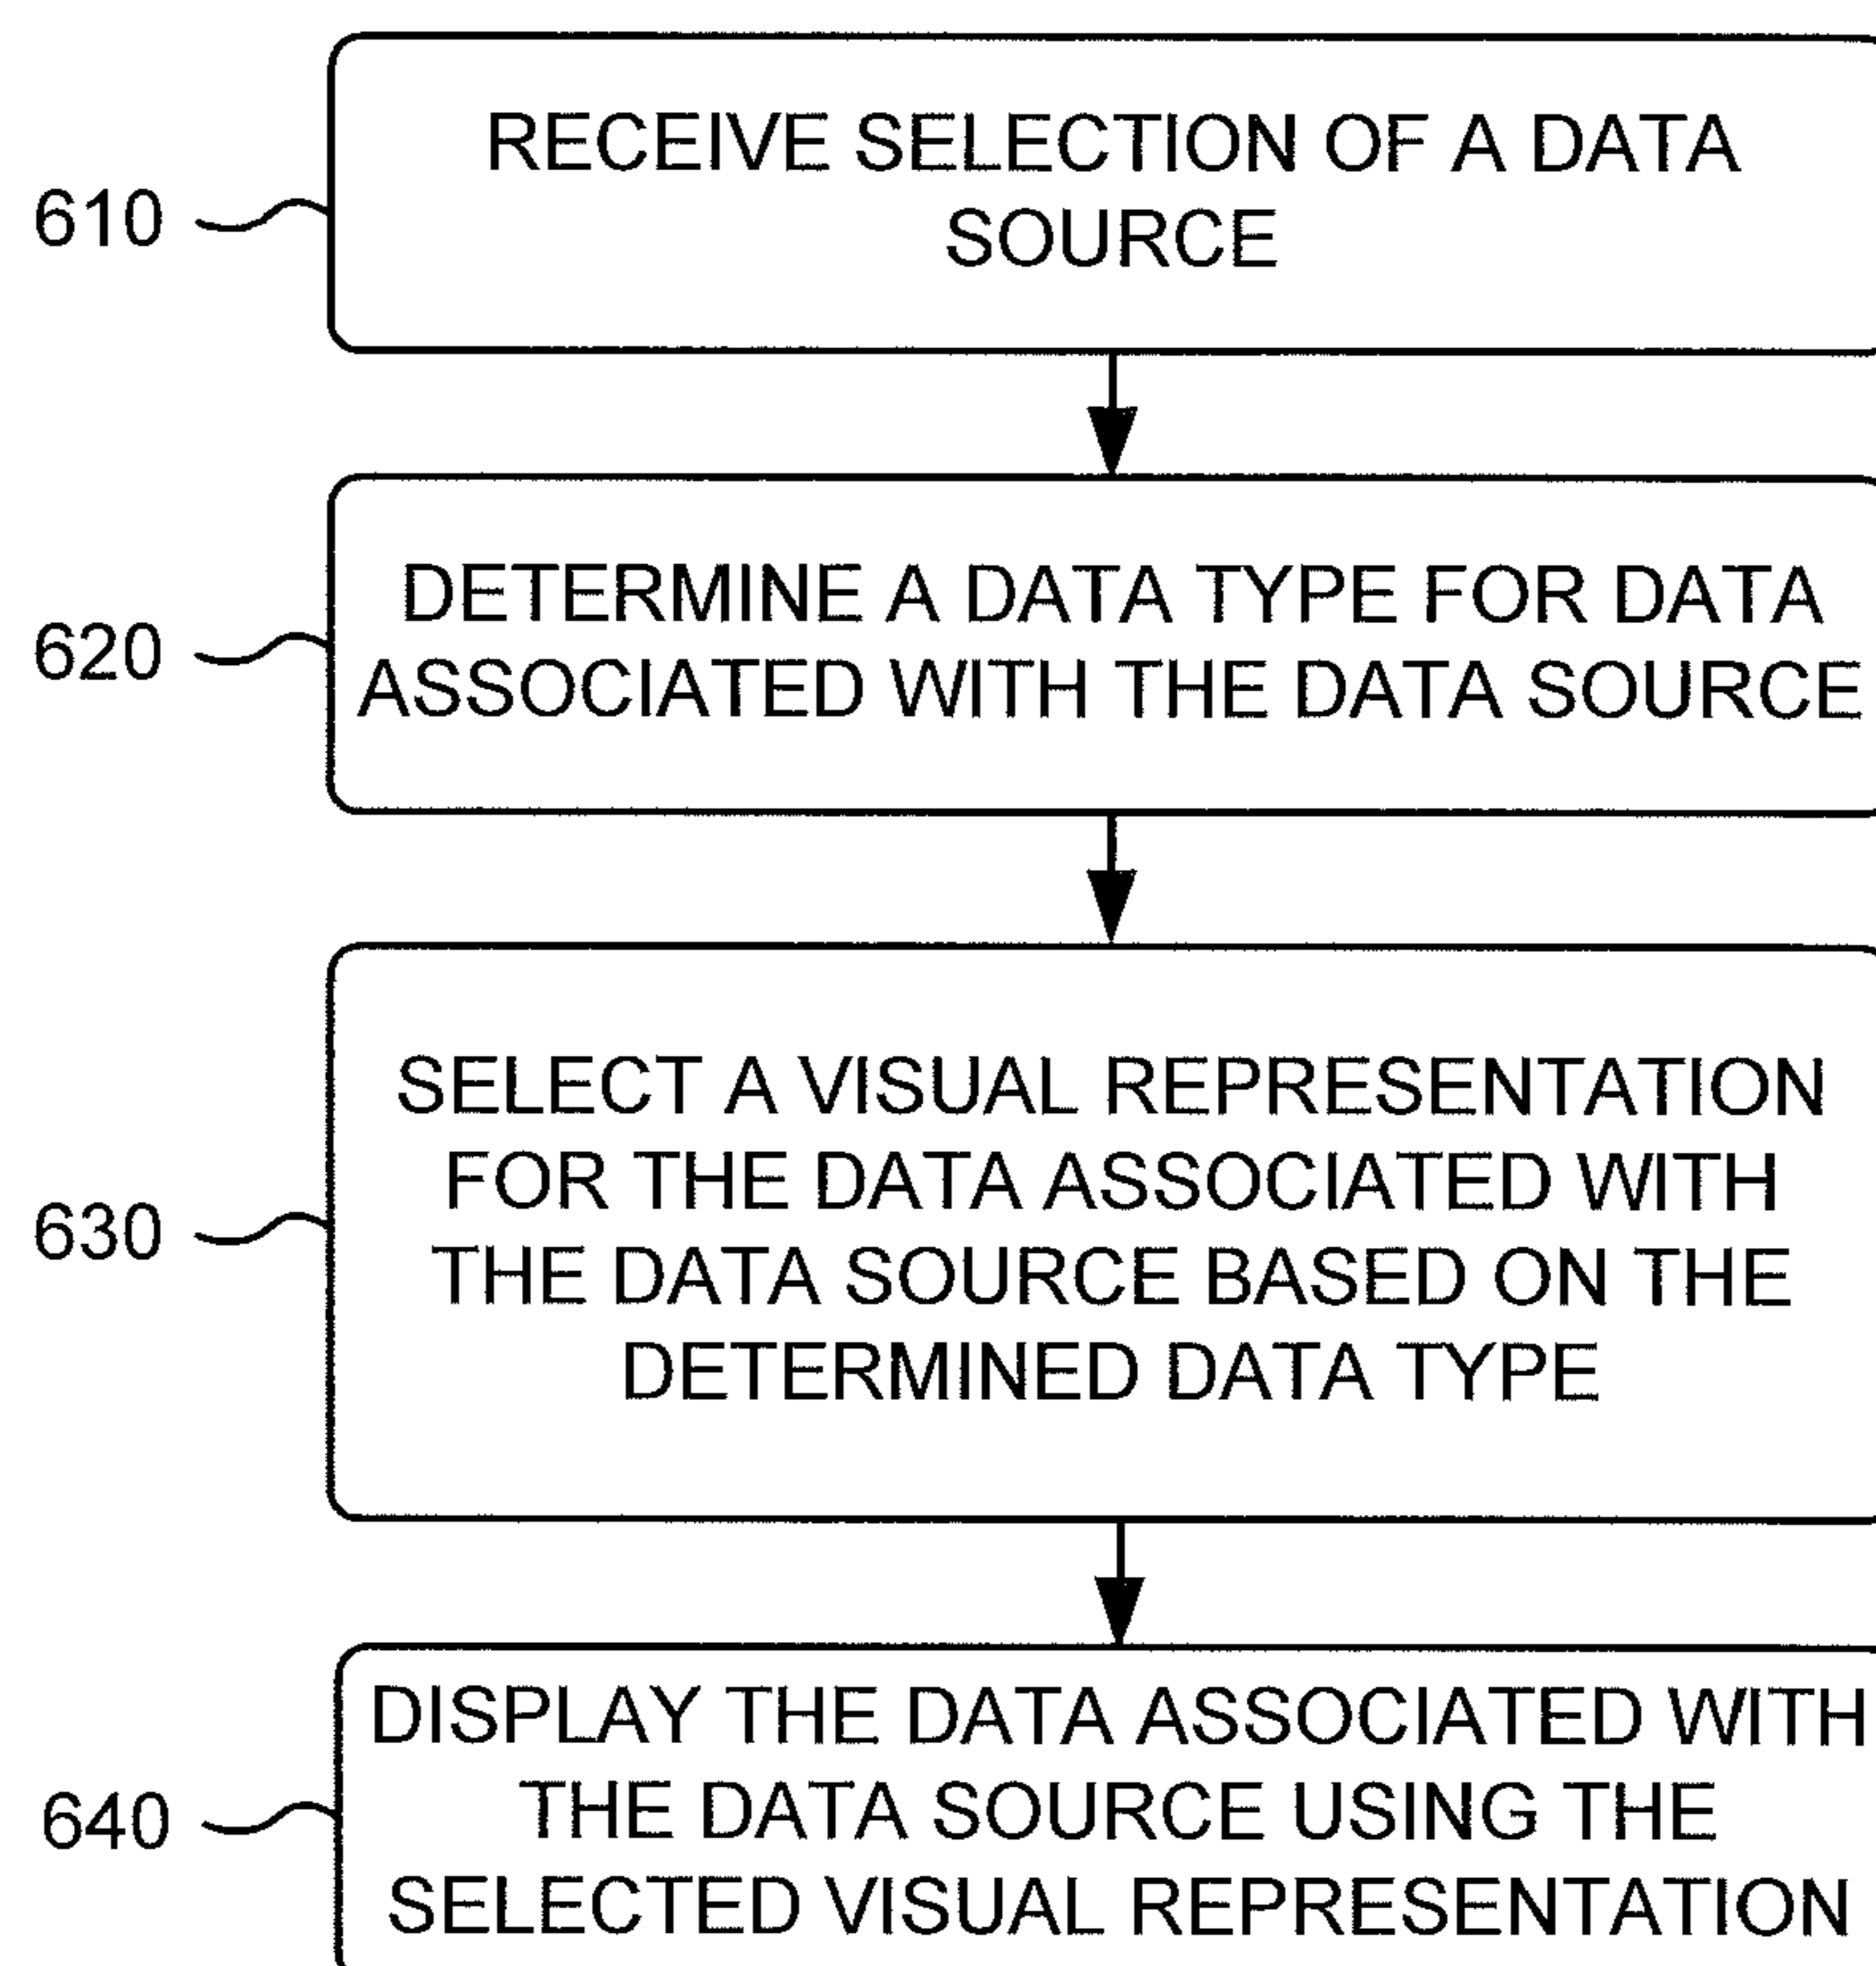 RECEIVE SELECTION OF A DATA
SOURCE
610
DETERMINE A DATA TYPE FOR DATA
ASSOCIATED WITH THE DATA SOURCE
620
SELECT A VISUAL REPRESENTATION
FOR THE DATA ASSOCIATED WITH
THE DATA SOURCE BASED ON THE
DETERMINED DATA TYPE
630
DISPLAY THE DATA ASSOCIATED WITH
THE DATA SOURCE USING THE
SELECTED VISUAL REPRESENTATION
640